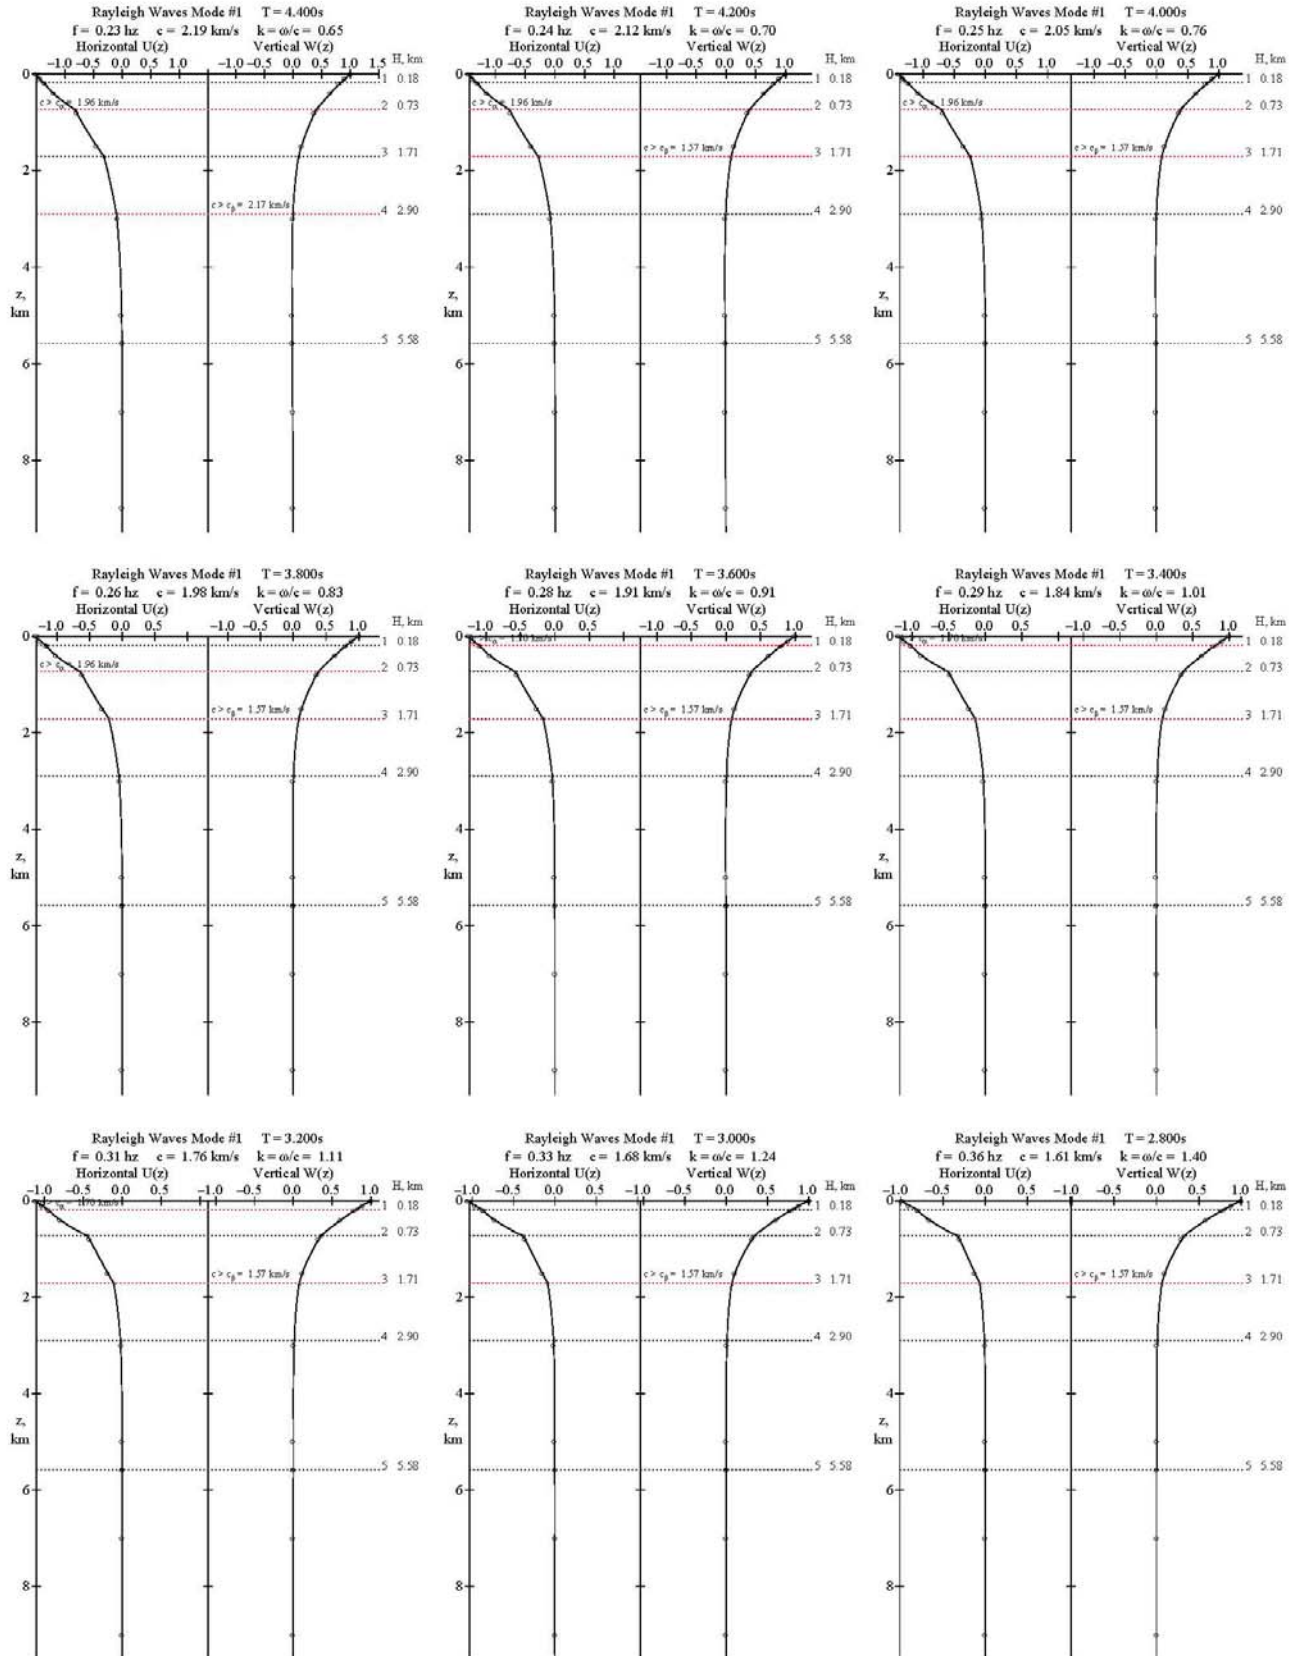 Rayleigh Waves Mode #1 T = 4.400s
f = 0.23 hz c = 2.19 km/s k = ω/c = 0.65
Horizontal U(z) Vertical W(z)
H, km
−1.0 −0.5 0.0 0.5 1.0 −1.0 −0.5 0.0 0.5 1.0 1.5
0
1 0.18
c > cα = 1.96 km/s
2 0.73
3 1.71
2
c > cβ = 2.17 km/s
4 2.90
4
z,
km
5 5.58
6
8
Rayleigh Waves Mode #1 T = 4.200s
f = 0.24 hz c = 2.12 km/s k = ω/c = 0.70
Horizontal U(z) Vertical W(z)
H, km
−1.0 −0.5 0.0 0.5 1.0 −1.0 −0.5 0.0 0.5 1.0
0
1 0.18
c > cα = 1.96 km/s
2 0.73
c > cβ = 1.57 km/s
3 1.71
2
4 2.90
4
z,
km
5 5.58
6
8
Rayleigh Waves Mode #1 T = 4.000s
f = 0.25 hz c = 2.05 km/s k = ω/c = 0.76
Horizontal U(z) Vertical W(z)
H, km
−1.0 −0.5 0.0 0.5 1.0 −1.0 −0.5 0.0 0.5 1.0
0
1 0.18
c > cα = 1.96 km/s
2 0.73
c > cβ = 1.57 km/s
3 1.71
2
4 2.90
4
z,
km
5 5.58
6
8
Rayleigh Waves Mode #1 T = 3.800s
f = 0.26 hz c = 1.98 km/s k = ω/c = 0.83
Horizontal U(z) Vertical W(z)
H, km
−1.0 −0.5 0.0 0.5 −1.0 −0.5 0.0 0.5 1.0
0
1 0.18
c > cα = 1.96 km/s
2 0.73
c > cβ = 1.57 km/s
3 1.71
2
4 2.90
4
z,
km
5 5.58
6
8
Rayleigh Waves Mode #1 T = 3.600s
f = 0.28 hz c = 1.91 km/s k = ω/c = 0.91
Horizontal U(z) Vertical W(z)
H, km
−1.0 −0.5 0.0 0.5 −1.0 −0.5 0.0 0.5 1.0
0
1 0.18
2 0.73
c > cβ = 1.57 km/s
3 1.71
2
4 2.90
4
z,
km
5 5.58
6
8
Rayleigh Waves Mode #1 T = 3.400s
f = 0.29 hz c = 1.84 km/s k = ω/c = 1.01
Horizontal U(z) Vertical W(z)
H, km
−1.0 −0.5 0.0 0.5 −1.0 −0.5 0.0 0.5 1.0
0
1 0.18
2 0.73
c > cβ = 1.57 km/s
3 1.71
2
4 2.90
4
z,
km
5 5.58
6
8
Rayleigh Waves Mode #1 T = 3.200s
f = 0.31 hz c = 1.76 km/s k = ω/c = 1.11
Horizontal U(z) Vertical W(z)
H, km
−1.0 −0.5 0.0 0.5 −1.0 −0.5 0.0 0.5 1.0
0
1 0.18
2 0.73
c > cβ = 1.57 km/s
3 1.71
2
4 2.90
4
z,
km
5 5.58
6
8
Rayleigh Waves Mode #1 T = 3.000s
f = 0.33 hz c = 1.68 km/s k = ω/c = 1.24
Horizontal U(z) Vertical W(z)
H, km
−1.0 −0.5 0.0 0.5 −1.0 −0.5 0.0 0.5 1.0
0
1 0.18
2 0.73
c > cβ = 1.57 km/s
3 1.71
2
4 2.90
4
z,
km
5 5.58
6
8
Rayleigh Waves Mode #1 T = 2.800s
f = 0.36 hz c = 1.61 km/s k = ω/c = 1.40
Horizontal U(z) Vertical W(z)
H, km
−1.0 −0.5 0.0 0.5 −1.0 −0.5 0.0 0.5 1.0
0
1 0.18
2 0.73
c > cβ = 1.57 km/s
3 1.71
2
4 2.90
4
z,
km
5 5.58
6
8